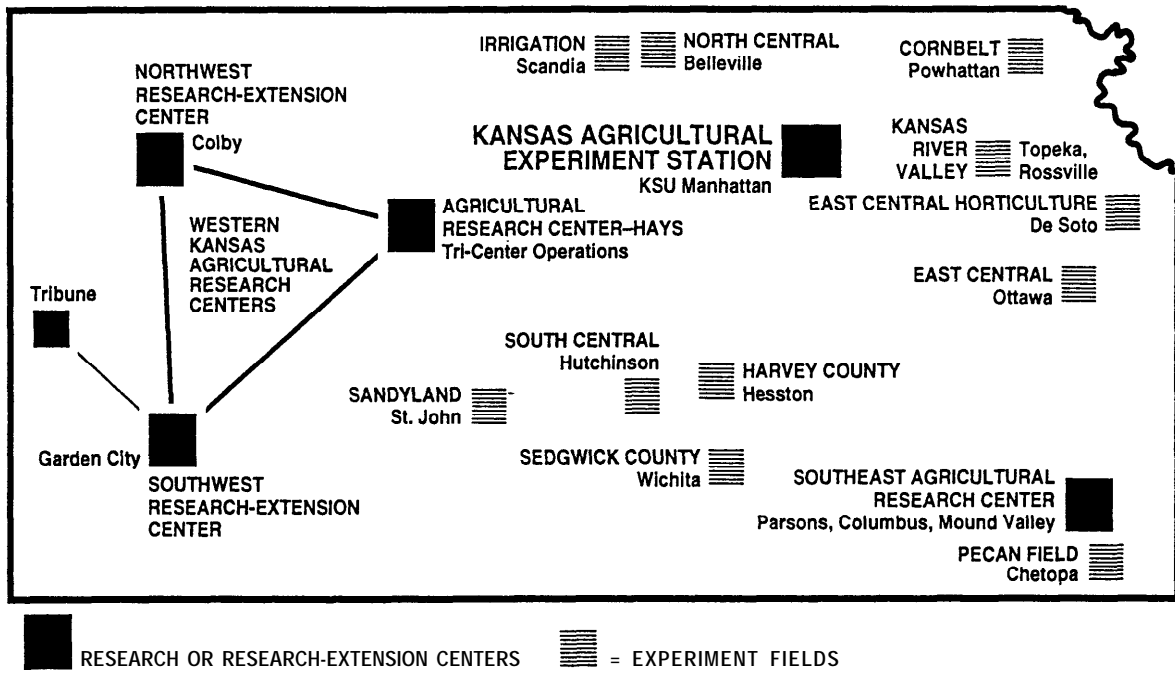 IRRIGATION
Scandia
NORTH CENTRAL
Belleville
CORNBELT
Powhattan
NORTHWEST
RESEARCH-EXTENSION
CENTER
Colby
KANSAS AGRICULTURAL
EXPERIMENT STATION
KSU Manhattan
KANSAS
RIVER
VALLEY
Topeka,
Rossville
EAST CENTRAL HORTICULTURE
De Soto
AGRICULTURAL
RESEARCH CENTER–HAYS
Tri-Center Operations
WESTERN
KANSAS
AGRICULTURAL
RESEARCH
CENTERS
EAST CENTRAL
Ottawa
Tribune
SOUTH CENTRAL
Hutchinson
HARVEY COUNTY
Hesston
SANDYLAND
St. John
Garden City
SOUTHWEST
RESEARCH-EXTENSION
CENTER
SEDGWICK COUNTY
Wichita
SOUTHEAST AGRICULTURAL
RESEARCH CENTER
Parsons, Columbus, Mound Valley
PECAN FIELD
Chetopa
RESEARCH OR RESEARCH-EXTENSION CENTERS
= EXPERIMENT FIELDS